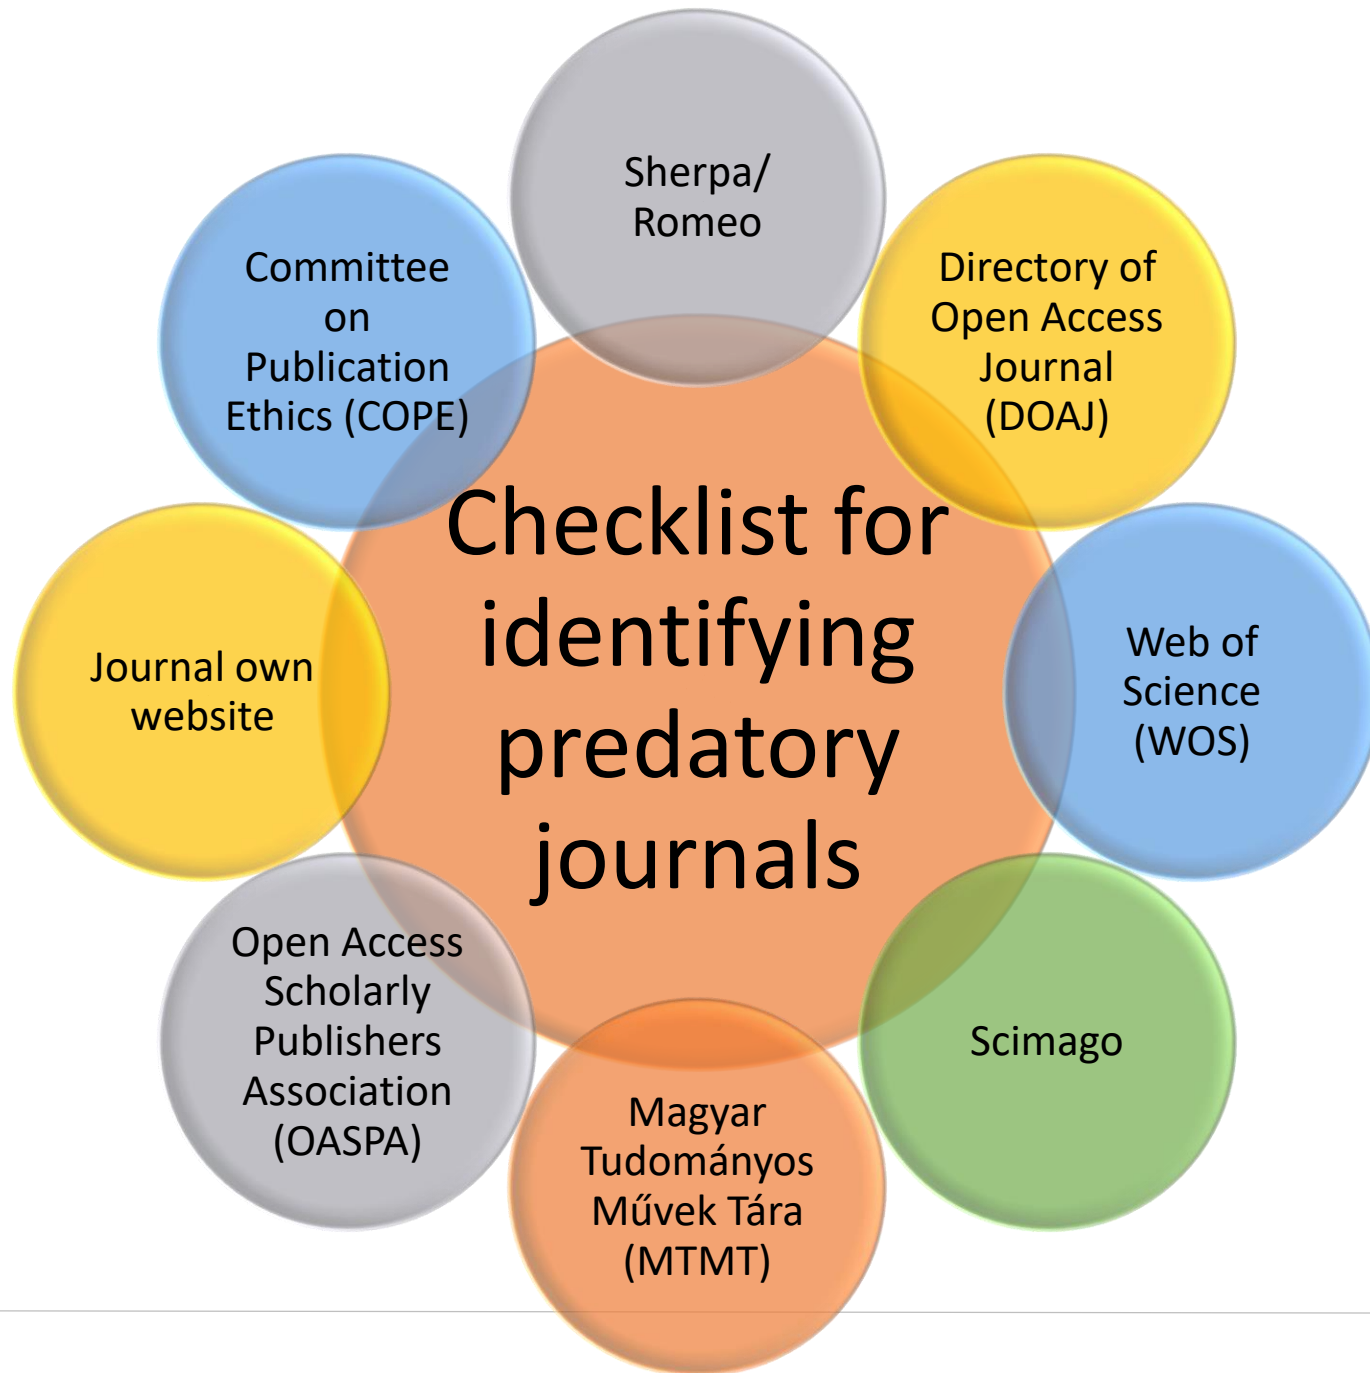 Sherpa/
Romeo
Directory of
Open Access
Journal
(DOAJ)
Web of
Science
(WOS)
Scimago
Magyar
Tudományos
Művek Tára
(MTMT)
Open Access
Scholarly
Publishers
Association
(OASPA)
Journal own
website
Committee
on
Publication
Ethics (COPE)
Checklist for
identifying
predatory
journals